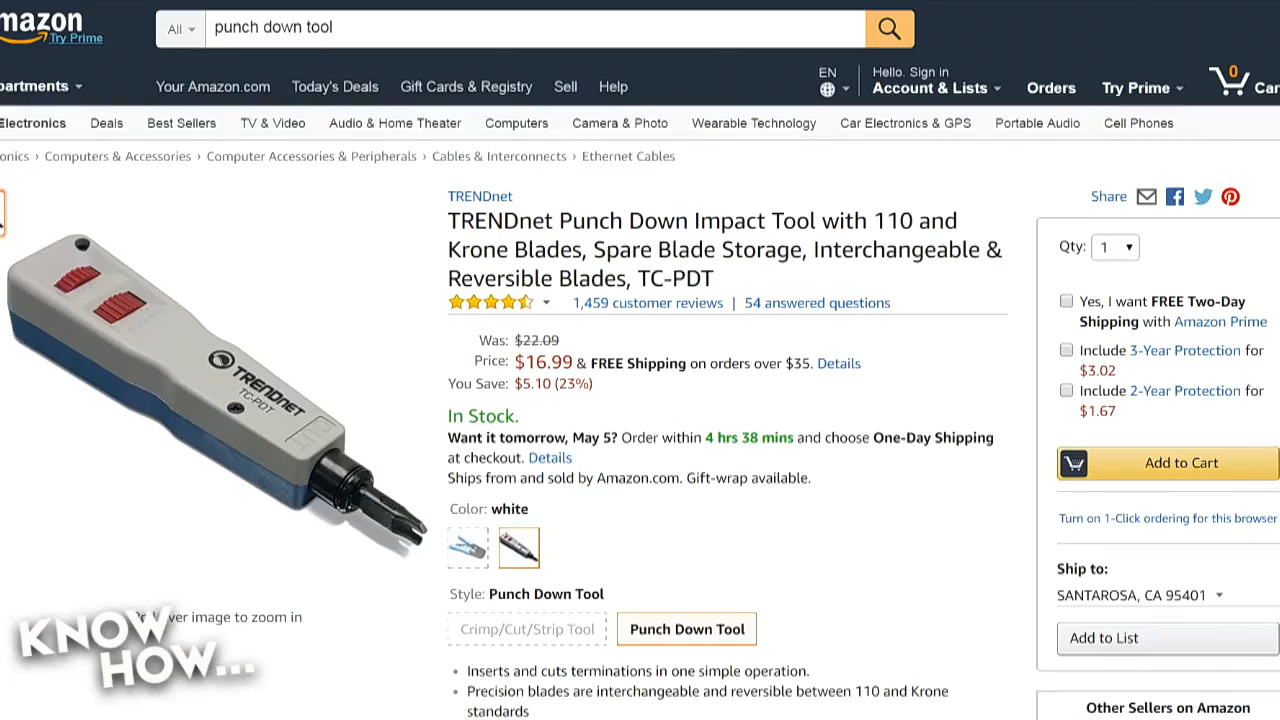 mazon
Try Prime
All
punch down tool
partments
Your Amazon.com
Today's Deals
Gift Cards & Registry
Sell
Help
EN
Hello. Sign in
Account & Lists
Orders
Try Prime
0
Car
Electronics
Deals
Best Sellers
TV & Video
Audio & Home Theater
Computers
Camera & Photo
Wearable Technology
Car Electronics & GPS
Portable Audio
Cell Phones
onics › Computers & Accessories › Computer Accessories & Peripherals › Cables & Interconnects › Ethernet Cables
TRENDnet
TRENDnet Punch Down Impact Tool with 110 and
Krone Blades, Spare Blade Storage, Interchangeable &
Reversible Blades, TC-PDT
1,459 customer reviews | 54 answered questions
Was: $22.09
Price: $16.99 & FREE Shipping on orders over $35. Details
You Save: $5.10 (23%)
In Stock.
Want it tomorrow, May 5? Order within 4 hrs 38 mins and choose One-Day Shipping
at checkout. Details
Ships from and sold by Amazon.com. Gift-wrap available.
Color: white
Style: Punch Down Tool
Crimp/Cut/Strip Tool
Punch Down Tool
• Inserts and cuts terminations in one simple operation.
• Precision blades are interchangeable and reversible between 110 and Krone
standards
TRENDNET
TC-PDT
ver image to zoom in
KNOW
HOW...
Share
Qty: 1
Yes, I want FREE Two-Day
Shipping with Amazon Prime
Include 3-Year Protection for
$3.02
Include 2-Year Protection for
$1.67
Add to Cart
Turn on 1-Click ordering for this browser
Ship to:
SANTAROSA, CA 95401
Add to List
Other Sellers on Amazon